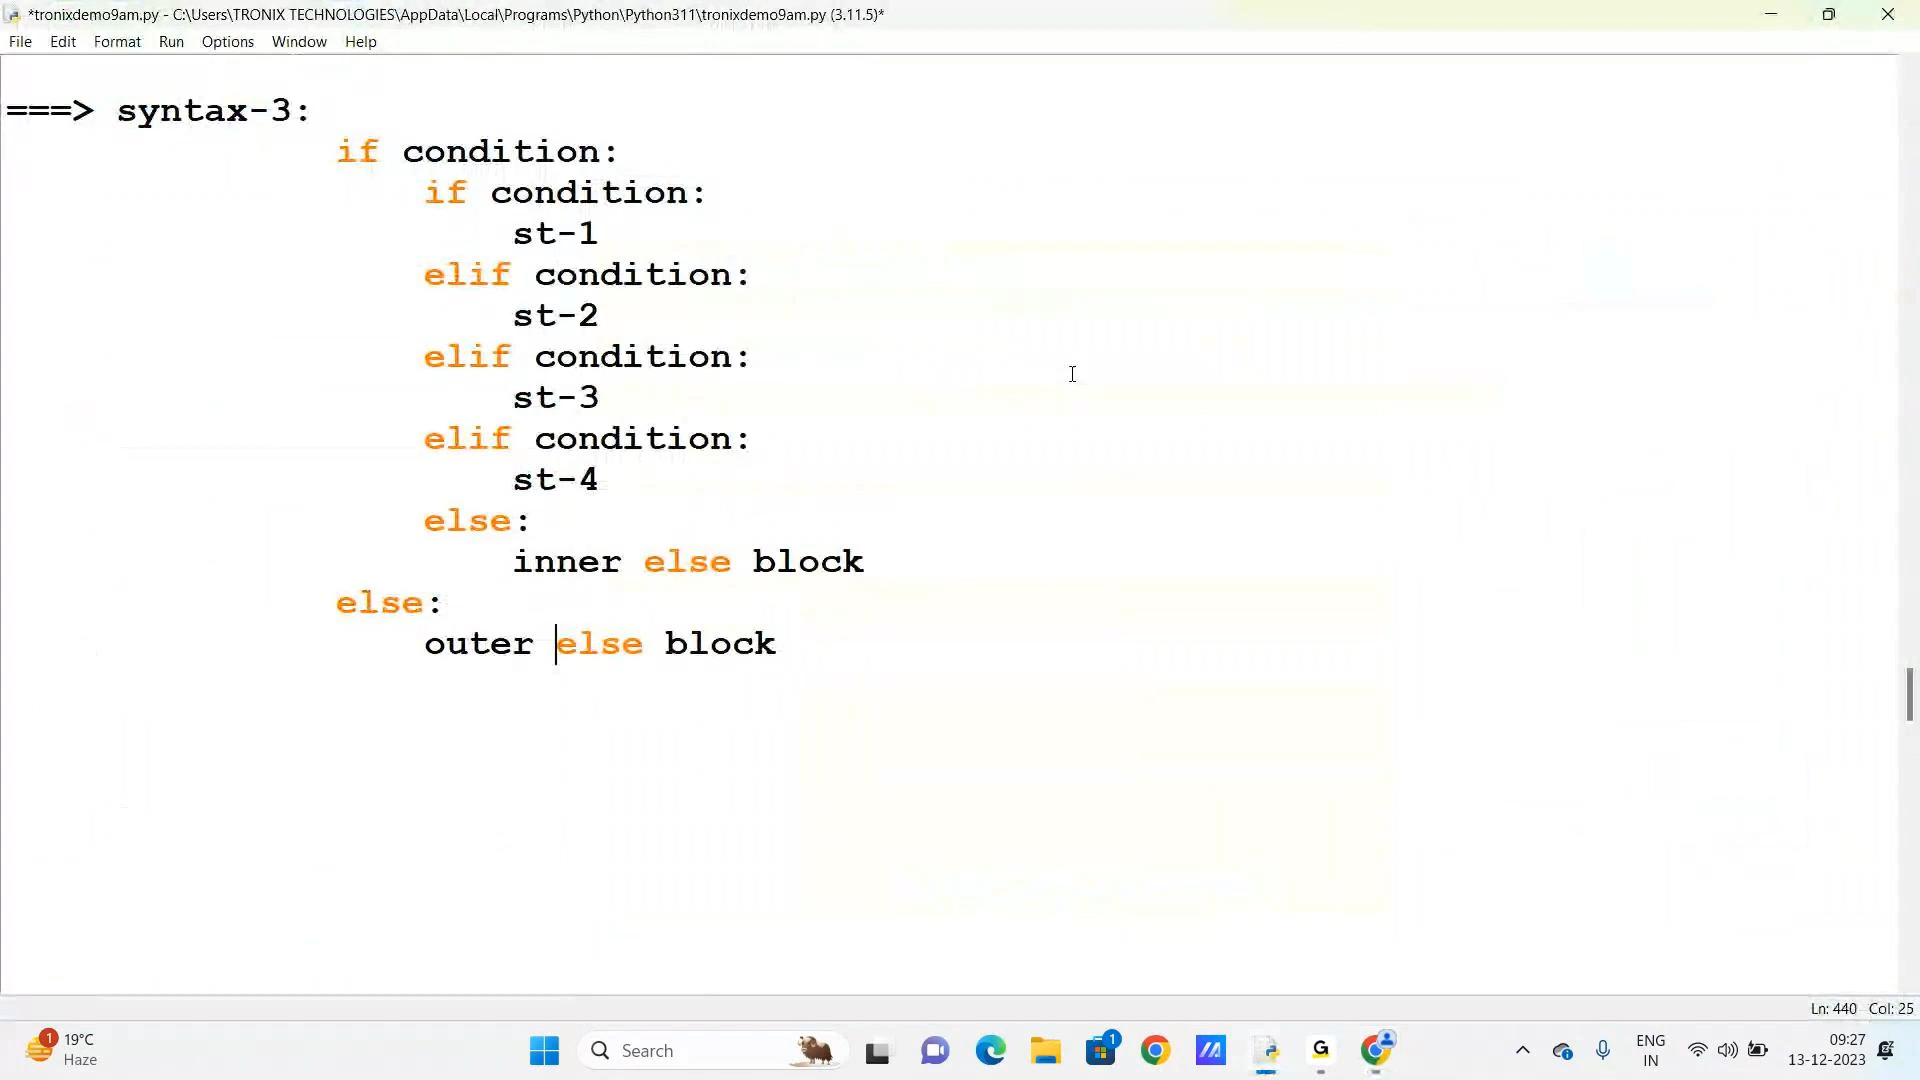 *tronixdemo9am.py - C:\Users\TRONIX TECHNOLOGIES\AppData\Local\Programs\Python\Python311\tronixdemo9am.py (3.11.5)*
File Edit Format Run Options Window Help
===> syntax-3:
if condition:
if condition:
st-1
elif condition:
st-2
elif condition:
st-3
elif condition:
st-4
else:
inner else block
else:
outer else block
Ln: 440 Col: 25
1
19°C
Haze
Search
1
G
ENG
IN
09:27
13-12-2023